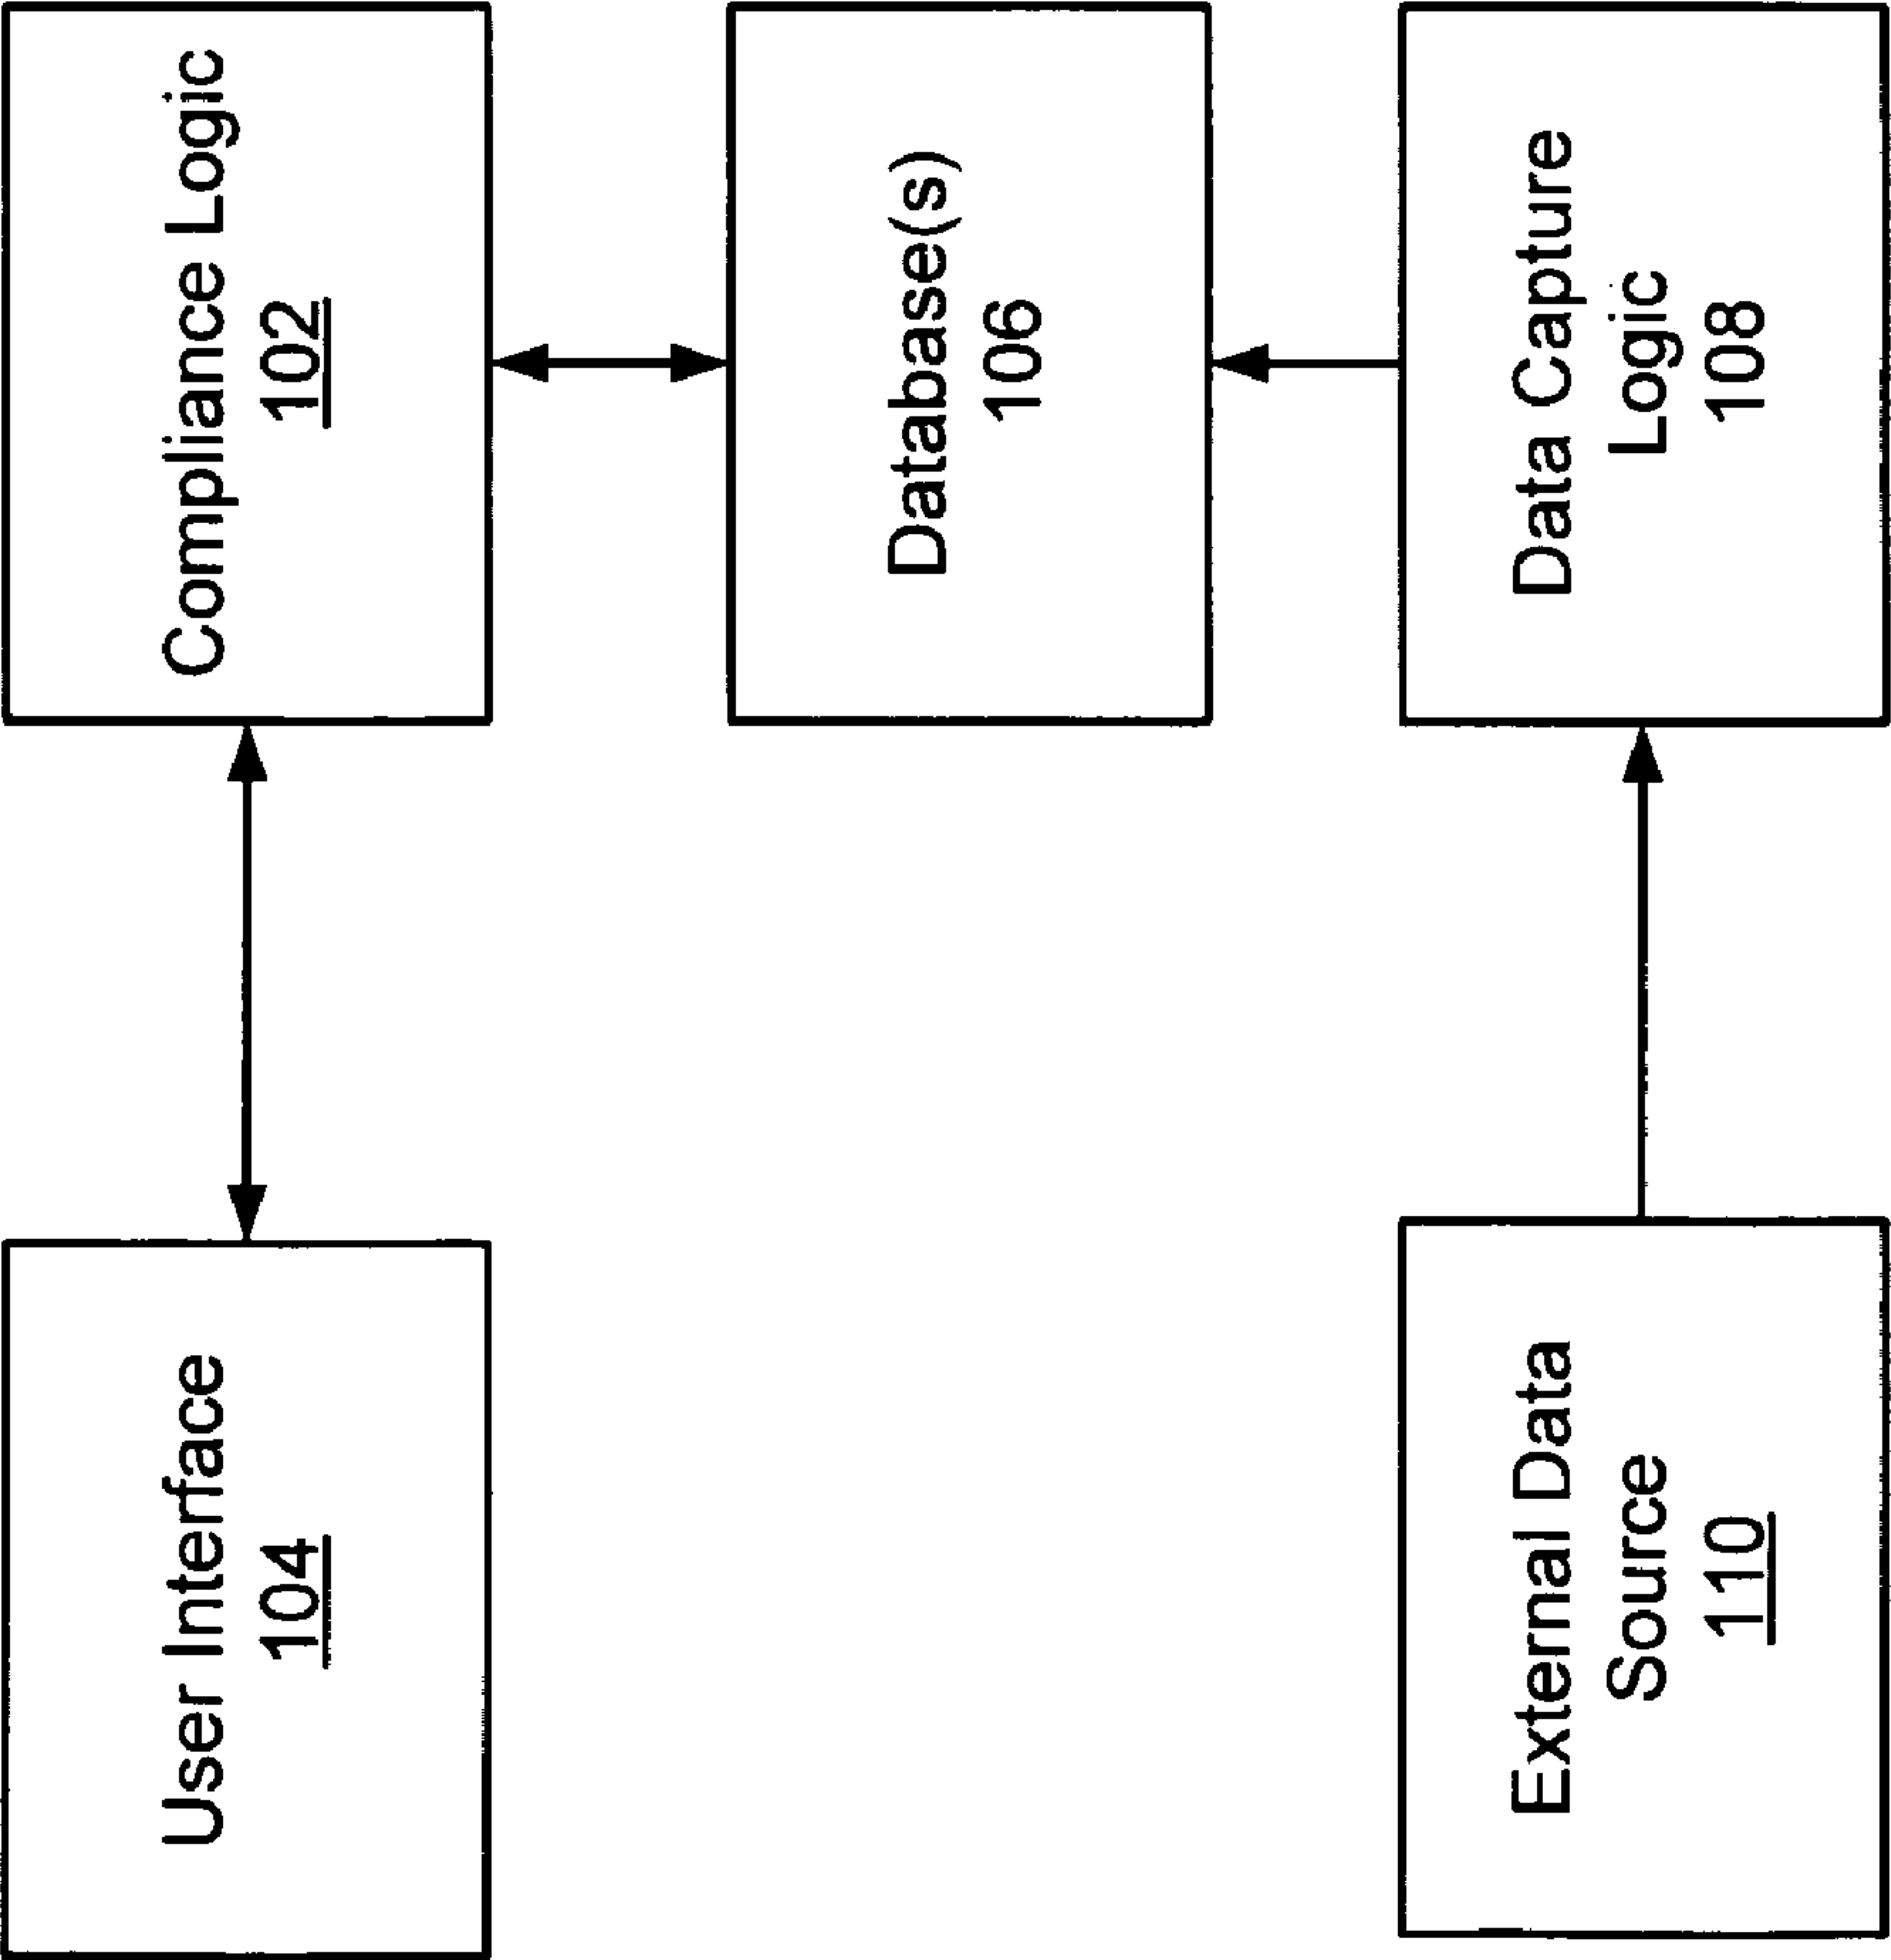 User Interface
104
Compliance Logic
102
Database(s)
106
External Data
Source
110
Data Capture
Logic
108